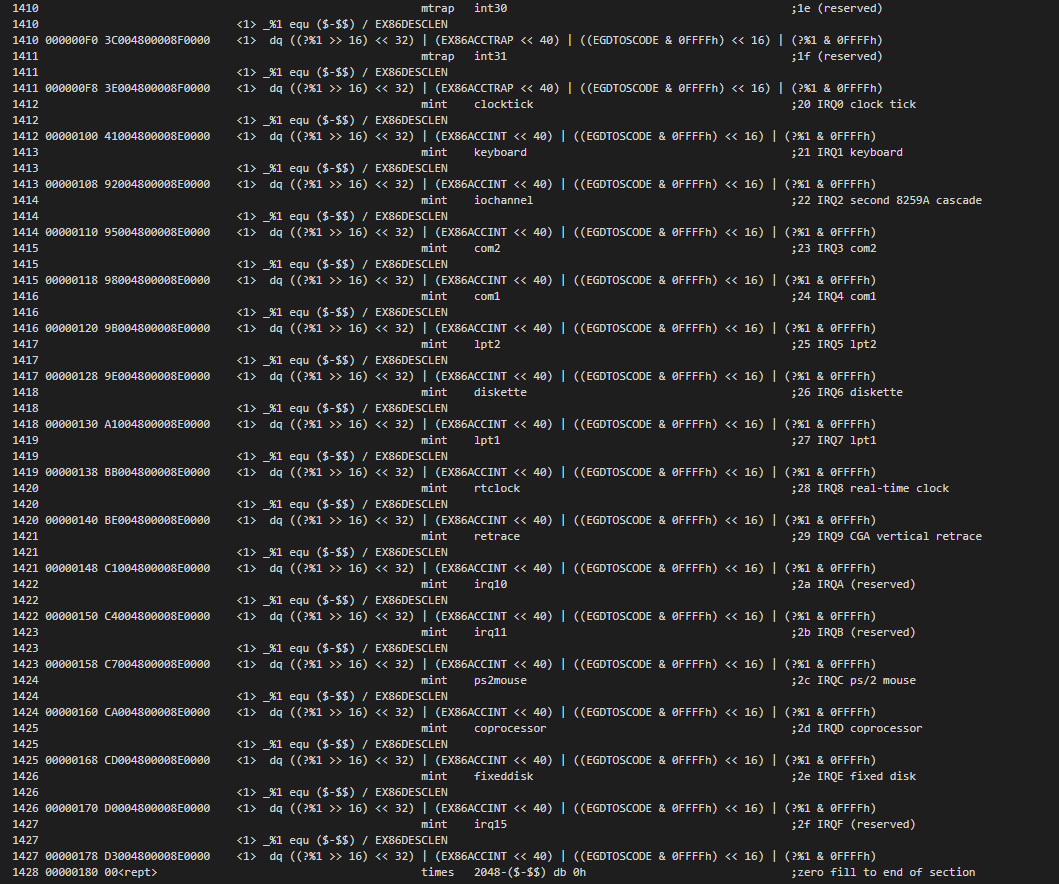 1410 mtrap int30 ;1e (reserved)
1410 <1> _%1 equ ($-$$) / EX86DESCLEN
1410 000000F0 3C004800008F0000 <1> dq ((?%1 >> 16) << 32) | (EX86ACCTRAP << 40) | ((EGDTOSCODE & 0FFFFh) << 16) | (?%1 & 0FFFFh)
1411 mtrap int31 ;1f (reserved)
1411 <1> _%1 equ ($-$$) / EX86DESCLEN
1411 000000F8 3E004800008F0000 <1> dq ((?%1 >> 16) << 32) | (EX86ACCTRAP << 40) | ((EGDTOSCODE & 0FFFFh) << 16) | (?%1 & 0FFFFh)
1412 mint clocktick ;20 IRQ0 clock tick
1412 <1> _%1 equ ($-$$) / EX86DESCLEN
1412 00000100 41004800008E0000 <1> dq ((?%1 >> 16) << 32) | (EX86ACCINT << 40) | ((EGDTOSCODE & 0FFFFh) << 16) | (?%1 & 0FFFFh)
1413 mint keyboard ;21 IRQ1 keyboard
1413 <1> _%1 equ ($-$$) / EX86DESCLEN
1413 00000108 92004800008E0000 <1> dq ((?%1 >> 16) << 32) | (EX86ACCINT << 40) | ((EGDTOSCODE & 0FFFFh) << 16) | (?%1 & 0FFFFh)
1414 mint iochannel ;22 IRQ2 second 8259A cascade
1414 <1> _%1 equ ($-$$) / EX86DESCLEN
1414 00000110 95004800008E0000 <1> dq ((?%1 >> 16) << 32) | (EX86ACCINT << 40) | ((EGDTOSCODE & 0FFFFh) << 16) | (?%1 & 0FFFFh)
1415 mint com2 ;23 IRQ3 com2
1415 <1> _%1 equ ($-$$) / EX86DESCLEN
1415 00000118 98004800008E0000 <1> dq ((?%1 >> 16) << 32) | (EX86ACCINT << 40) | ((EGDTOSCODE & 0FFFFh) << 16) | (?%1 & 0FFFFh)
1416 mint com1 ;24 IRQ4 com1
1416 <1> _%1 equ ($-$$) / EX86DESCLEN
1416 00000120 9B004800008E0000 <1> dq ((?%1 >> 16) << 32) | (EX86ACCINT << 40) | ((EGDTOSCODE & 0FFFFh) << 16) | (?%1 & 0FFFFh)
1417 mint lpt2 ;25 IRQ5 lpt2
1417 <1> _%1 equ ($-$$) / EX86DESCLEN
1417 00000128 9E004800008E0000 <1> dq ((?%1 >> 16) << 32) | (EX86ACCINT << 40) | ((EGDTOSCODE & 0FFFFh) << 16) | (?%1 & 0FFFFh)
1418 mint diskette ;26 IRQ6 diskette
1418 <1> _%1 equ ($-$$) / EX86DESCLEN
1418 00000130 A1004800008E0000 <1> dq ((?%1 >> 16) << 32) | (EX86ACCINT << 40) | ((EGDTOSCODE & 0FFFFh) << 16) | (?%1 & 0FFFFh)
1419 mint lpt1 ;27 IRQ7 lpt1
1419 <1> _%1 equ ($-$$) / EX86DESCLEN
1419 00000138 BB004800008E0000 <1> dq ((?%1 >> 16) << 32) | (EX86ACCINT << 40) | ((EGDTOSCODE & 0FFFFh) << 16) | (?%1 & 0FFFFh)
1420 mint rtclock ;28 IRQ8 real-time clock
1420 <1> _%1 equ ($-$$) / EX86DESCLEN
1420 00000140 BE004800008E0000 <1> dq ((?%1 >> 16) << 32) | (EX86ACCINT << 40) | ((EGDTOSCODE & 0FFFFh) << 16) | (?%1 & 0FFFFh)
1421 mint retrace ;29 IRQ9 CGA vertical retrace
1421 <1> _%1 equ ($-$$) / EX86DESCLEN
1421 00000148 C1004800008E0000 <1> dq ((?%1 >> 16) << 32) | (EX86ACCINT << 40) | ((EGDTOSCODE & 0FFFFh) << 16) | (?%1 & 0FFFFh)
1422 mint irq10 ;2a IRQA (reserved)
1422 <1> _%1 equ ($-$$) / EX86DESCLEN
1422 00000150 C4004800008E0000 <1> dq ((?%1 >> 16) << 32) | (EX86ACCINT << 40) | ((EGDTOSCODE & 0FFFFh) << 16) | (?%1 & 0FFFFh)
1423 mint irq11 ;2b IRQB (reserved)
1423 <1> _%1 equ ($-$$) / EX86DESCLEN
1423 00000158 C7004800008E0000 <1> dq ((?%1 >> 16) << 32) | (EX86ACCINT << 40) | ((EGDTOSCODE & 0FFFFh) << 16) | (?%1 & 0FFFFh)
1424 mint ps2mouse ;2c IRQC ps/2 mouse
1424 <1> _%1 equ ($-$$) / EX86DESCLEN
1424 00000160 CA004800008E0000 <1> dq ((?%1 >> 16) << 32) | (EX86ACCINT << 40) | ((EGDTOSCODE & 0FFFFh) << 16) | (?%1 & 0FFFFh)
1425 mint coprocessor ;2d IRQD coprocessor
1425 <1> _%1 equ ($-$$) / EX86DESCLEN
1425 00000168 CD004800008E0000 <1> dq ((?%1 >> 16) << 32) | (EX86ACCINT << 40) | ((EGDTOSCODE & 0FFFFh) << 16) | (?%1 & 0FFFFh)
1426 mint fixeddisk ;2e IRQE fixed disk
1426 <1> _%1 equ ($-$$) / EX86DESCLEN
1426 00000170 D0004800008E0000 <1> dq ((?%1 >> 16) << 32) | (EX86ACCINT << 40) | ((EGDTOSCODE & 0FFFFh) << 16) | (?%1 & 0FFFFh)
1427 mint irq15 ;2f IRQF (reserved)
1427 <1> _%1 equ ($-$$) / EX86DESCLEN
1427 00000178 D3004800008E0000 <1> dq ((?%1 >> 16) << 32) | (EX86ACCINT << 40) | ((EGDTOSCODE & 0FFFFh) << 16) | (?%1 & 0FFFFh)
1428 00000180 00<rept> times 2048-($-$$) db 0h ;zero fill to end of section